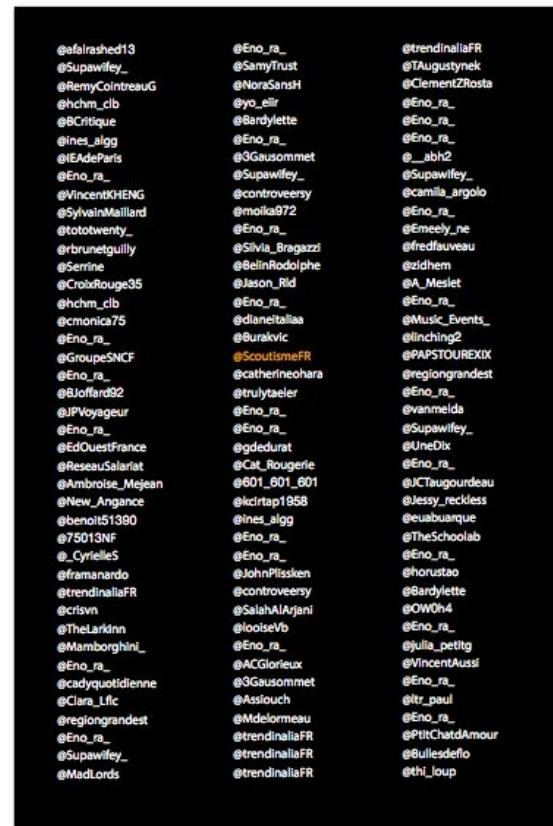 @afalrashed13
@Supawifey_
@RemyCointreauG
@hchm_clb
@BCritique
@ines_algg
@IEAdeParis
@Eno_ra_
@VincentKHENG
@SylvainMaillard
@tototwenty_
@rbrunetguilly
@Serrine
@CroixRouge35
@hchm_clb
@cmonica75
@Eno_ra_
@GroupeSNCF
@Eno_ra_
@BJoffard92
@JPVoyageur
@Eno_ra_
@EdOuestFrance
@ReseauSalariat
@Ambroise_Mejean
@New_Angance
@benoit51390
@75013NF
@_CyrielleS
@framanardo
@trendinaliaFR
@crisvn
@TheLarkInn
@Mamborghini_
@Eno_ra_
@cadyquotidienne
@Clara_Lflc
@regiongrandest
@Eno_ra_
@Supawifey_
@MadLords
@Eno_ra_
@SamyTrust
@NoraSansH
@yo_eiir
@Bardylette
@Eno_ra_
@3Gausommet
@Supawifey_
@controveersy
@moika972
@Eno_ra_
@Silvia_Bragazzi
@BelinRodolphe
@Jason_Rld
@Eno_ra_
@dianeitaliaa
@Burakvic
@ScoutismeFR
@catherineohara
@trulytaeler
@Eno_ra_
@Eno_ra_
@gdedurat
@Cat_Rougerie
@601_601_601
@kcirtap1958
@ines_algg
@Eno_ra_
@Eno_ra_
@JohnPlissken
@controveersy
@SalahAlArjani
@looiseVb
@Eno_ra_
@ACGlorieux
@3Gausommet
@Assiouch
@Mdelormeau
@trendinaliaFR
@trendinaliaFR
@trendinaliaFR
@trendinaliaFR
@TAugustynek
@ClementZRosta
@Eno_ra_
@Eno_ra_
@Eno_ra_
@__abh2
@Supawifey_
@camila_argolo
@Eno_ra_
@Emeely_ne
@fredfauveau
@zidhem
@A_Meslet
@Eno_ra_
@Music_Events_
@linching2
@PAPSTOUREXIX
@regiongrandest
@Eno_ra_
@vanmelda
@Supawifey_
@UneDix
@Eno_ra_
@JCTaugourdeau
@Jessy_reckless
@euabuarque
@TheSchoolab
@Eno_ra_
@horustao
@Bardylette
@OW0h4
@Eno_ra_
@julia_petitg
@VincentAussi
@Eno_ra_
@ltr_paul
@Eno_ra_
@PtitChatdAmour
@Bullesdeflo
@thi_loup